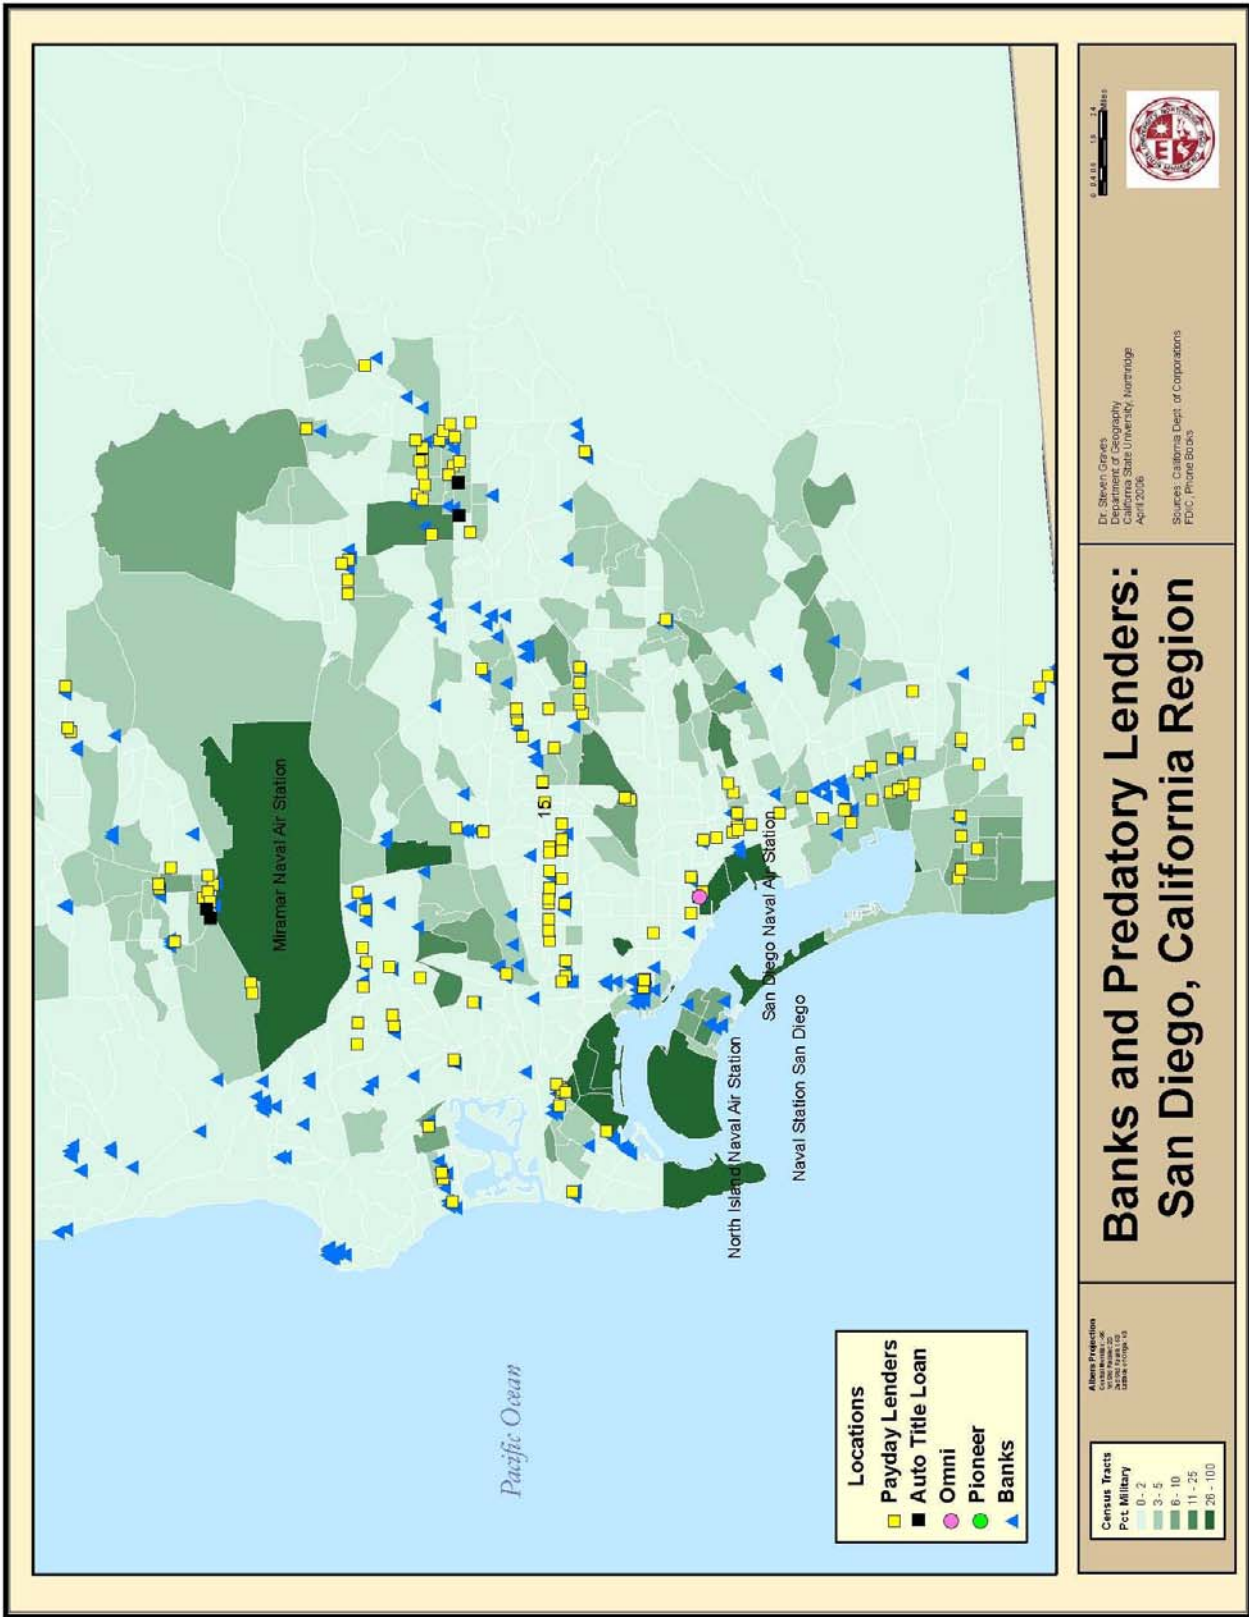 Miramar Naval Air Station
15
San Diego Naval Air Station
North Island Naval Air Station
Naval Station San Diego
Pacific Ocean
Locations
Payday Lenders
Auto Title Loan
Omni
Pioneer
Banks
Census Tracts
Pct. Military
0 - 2
3 - 5
6 - 10
11 - 25
26 - 100
Albers Projection
Banks and Predatory Lenders:
San Diego, California Region
Dr. Steven Graves
Department of Geography
California State University, Northridge
April 2006
Sources: California Dept. of Corporations
FDIC, Phone Books
Miles